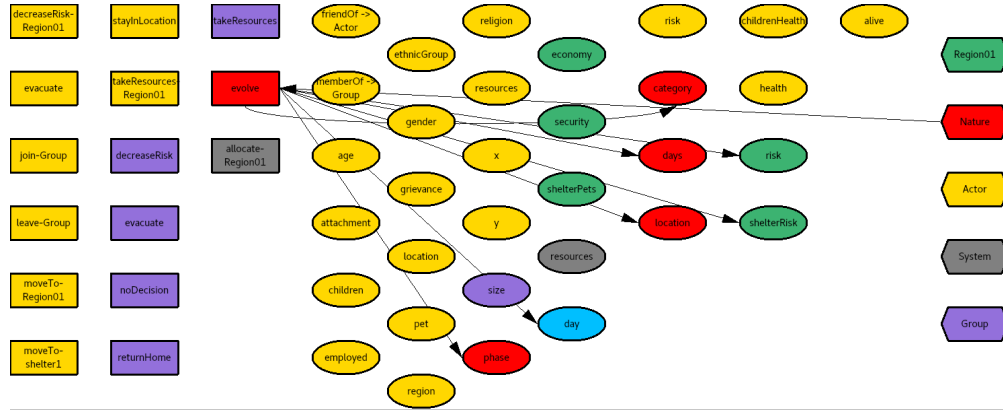 decreaseRisk-
Region01
stayInLocation
takeResources
friendOf ->
Actor
religion
risk
childrenHealth
alive
ethnicGroup
economy
Region01
evacuate
takeResources-
Region01
evolve
memberOf ->
Group
resources
category
health
gender
security
Nature
join-Group
decreaseRisk
allocate-
Region01
age
x
days
risk
grievance
shelterPets
Actor
leave-Group
evacuate
attachment
y
location
shelterRisk
location
resources
System
moveTo-
Region01
noDecision
children
size
pet
day
Group
moveTo-
shelter1
returnHome
employed
phase
region